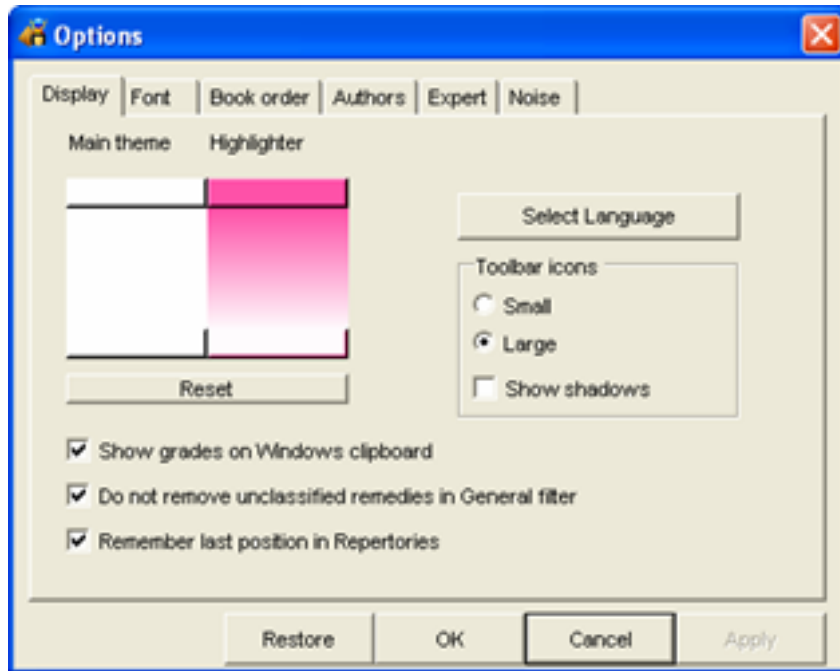 Options
Display Font Book order Authors Expert Noise
Main theme Highlighter
Select Language
Toolbar icons
Small
Large
Show shadows
Reset
Show grades on Windows clipboard
Do not remove unclassified remedies in General filter
Remember last position in Repertories
Restore OK Cancel Apply